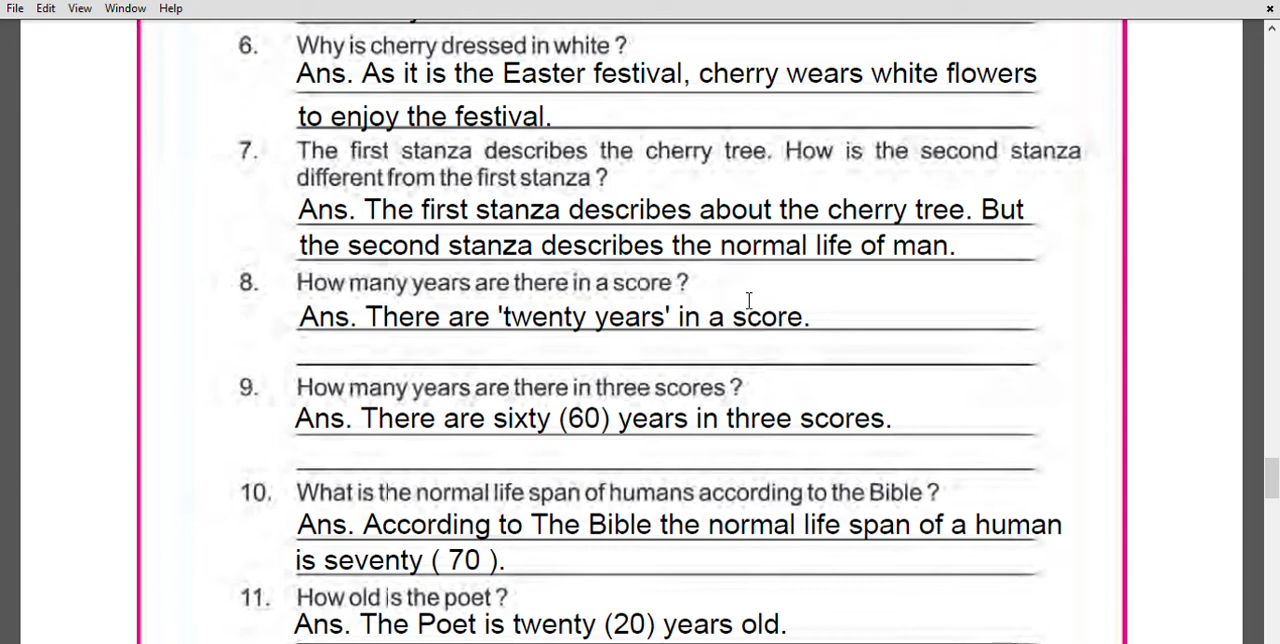 File Edit View Window Help
6. Why is cherry dressed in white ?
Ans. As it is the Easter festival, cherry wears white flowers
to enjoy the festival.
7. The first stanza describes the cherry tree. How is the second stanza
different from the first stanza ?
Ans. The first stanza describes about the cherry tree. But
the second stanza describes the normal life of man.
8. How many years are there in a score ?
Ans. There are 'twenty years' in a score.
9. How many years are there in three scores ?
Ans. There are sixty (60) years in three scores.
10. What is the normal life span of humans according to the Bible ?
Ans. According to The Bible the normal life span of a human
is seventy ( 70 ).
11. How old is the poet ?
Ans. The Poet is twenty (20) years old.